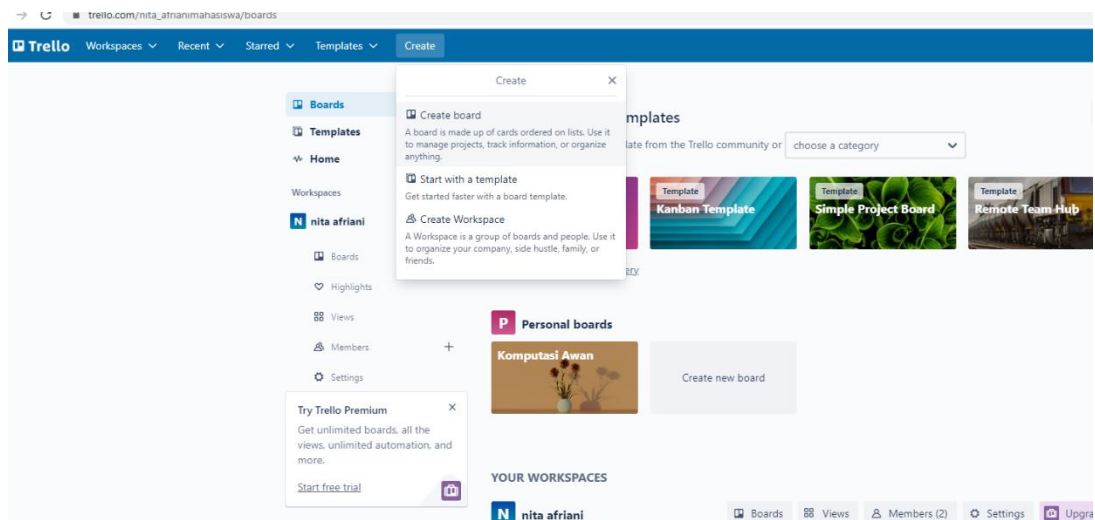 trello.com/nita_afrianimahasiswa/boards
Trello Workspaces Recent Starred Templates Create
Create
Create board
A board is made up of cards ordered on lists. Use it
to manage projects, track information, or organize
anything.
Start with a template
Get started faster with a board template.
Create Workspace
A Workspace is a group of boards and people. Use it
to organize your company, side hustle, family, or
friends.
Boards
Templates
Home
Workspaces
N nita afriani
Boards
Highlights
Views
Members
Settings
Try Trello Premium
Get unlimited boards, all the
views, unlimited automation, and
more.
Start free trial
mplates
late from the Trello community or choose a category
Template
Kanban Template
Template
Simple Project Board
Template
Remote Team Hub
ery
P Personal boards
Komputasi Awan
Create new board
YOUR WORKSPACES
N nita afriani Boards Views Members (2) Settings Upgra